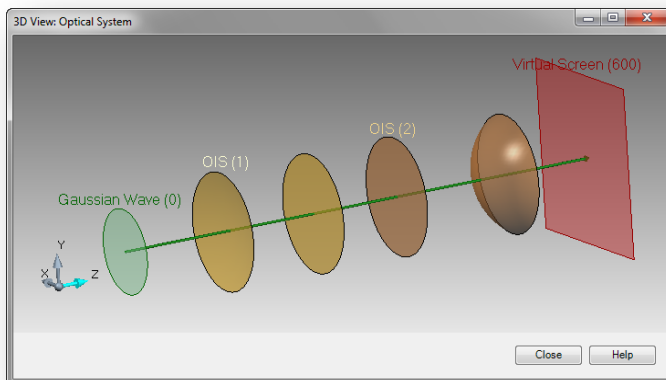 3D View: Optical System
Virtual Screen (600)
OIS (2)
OIS (1)
Gaussian Wave (0)
Y
X
Z
Close
Help